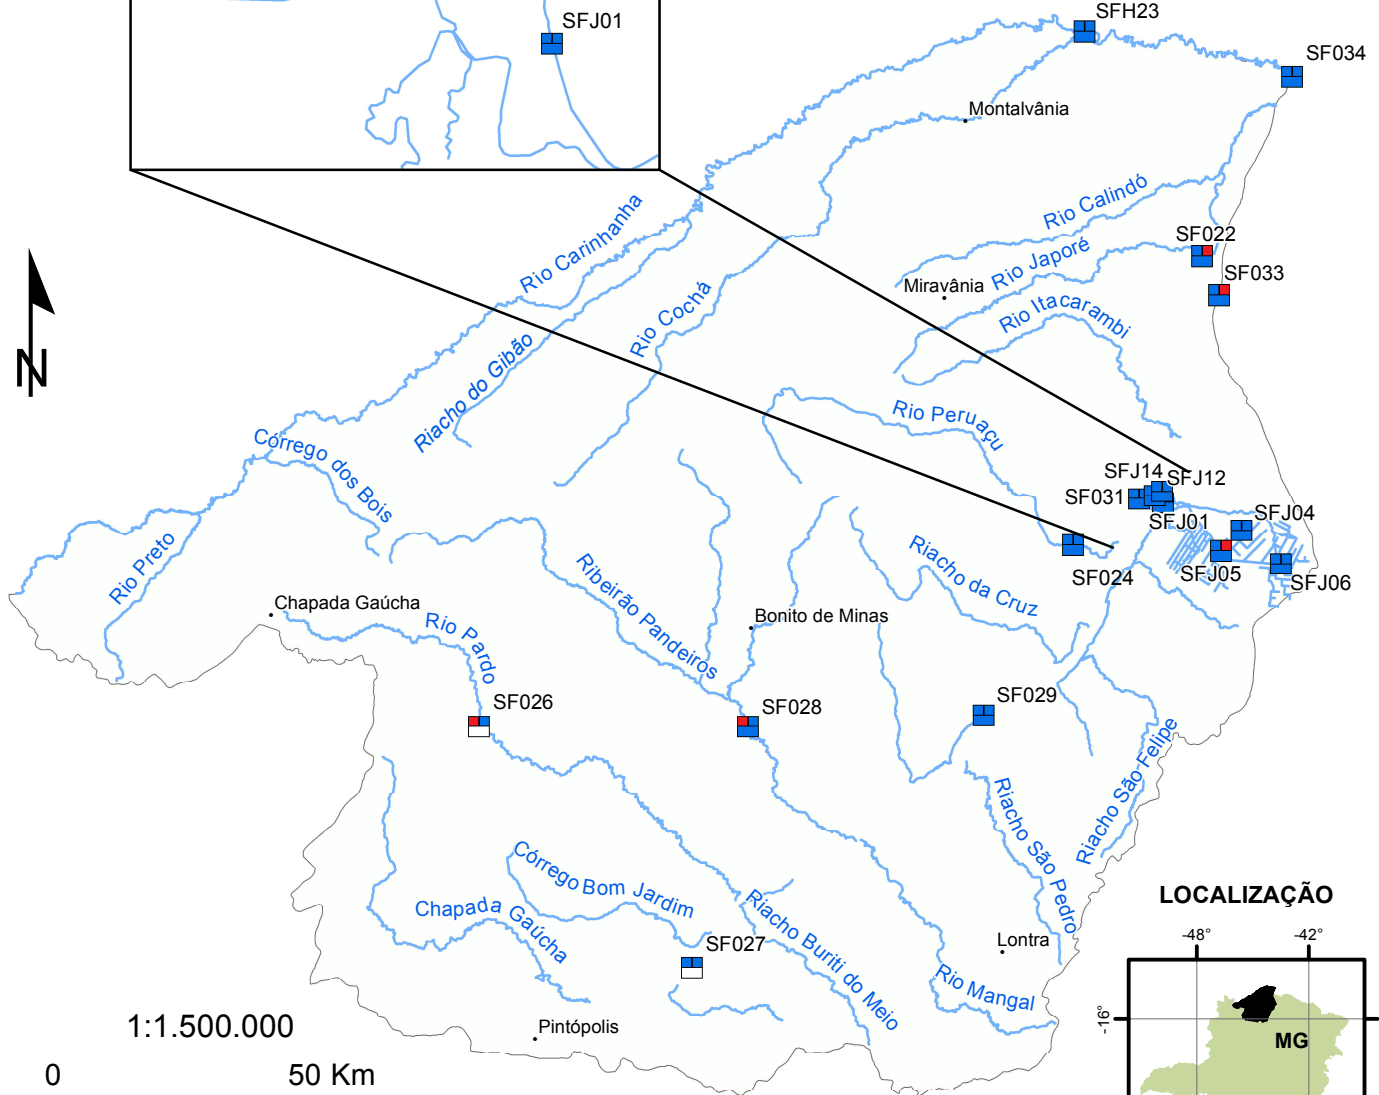 SFJ01
SFH23
SF034
Montalvânia
Rio Calindó
Rio Carinhanha
SF022
Rio Japoré
SF033
Miravânia
Rio Cochá
Rio Itacarambi
N
Riacho do Gibão
Rio Peruaçu
Córrego dos Bois
SFJ14
SFJ12
SF031
SFJ01
SFJ04
Rio Preto
SF024
SFJ05
SFJ06
Riacho da Cruz
Ribeirão Pandeiros
Chapada Gaúcha
Bonito de Minas
Rio Pardo
SF026
SF028
SF029
Riacho São Felipe
Riacho São Pedro
Córrego Bom Jardim
Chapada Gaúcha
Riacho Buriti do Meio
SF027
Lontra
Rio Mangal
Pintópolis
1:1.500.000
0 50 Km
LOCALIZAÇÃO
-48° -42°
-16°
MG